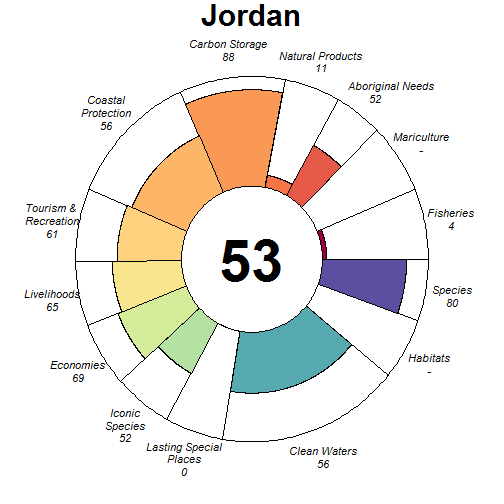 Jordan
Carbon Storage
88
Natural Products
11
Aboriginal Needs
52
Mariculture
-
Fisheries
4
Species
80
Habitats
-
Clean Waters
56
Lasting Special
Places
0
Iconic
Species
52
Economies
69
Livelihoods
65
Tourism &
Recreation
61
Coastal
Protection
56
53